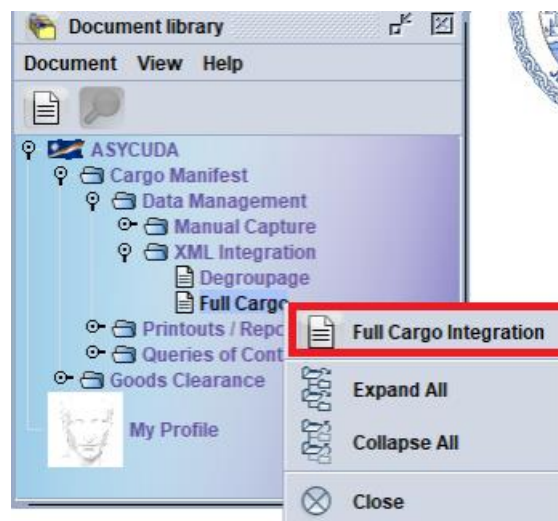 Document library
Document View Help
ASYCUDA
Cargo Manifest
Data Management
Manual Capture
XML Integration
Degroupage
Full Cargo
Printouts / Repo
Queries of Cont
Goods Clearance
My Profile
Full Cargo Integration
Expand All
Collapse All
Close